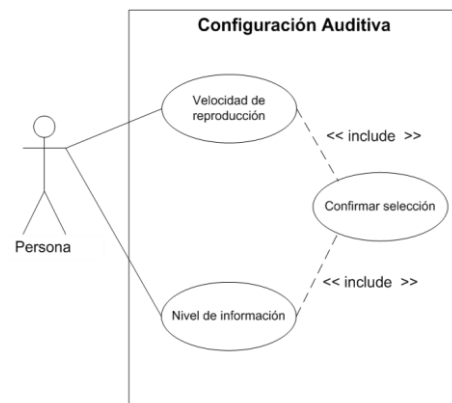 Configuración Auditiva
Velocidad de
reproducción
<< include >>
Confirmar selección
Persona
<< include >>
Nivel de información